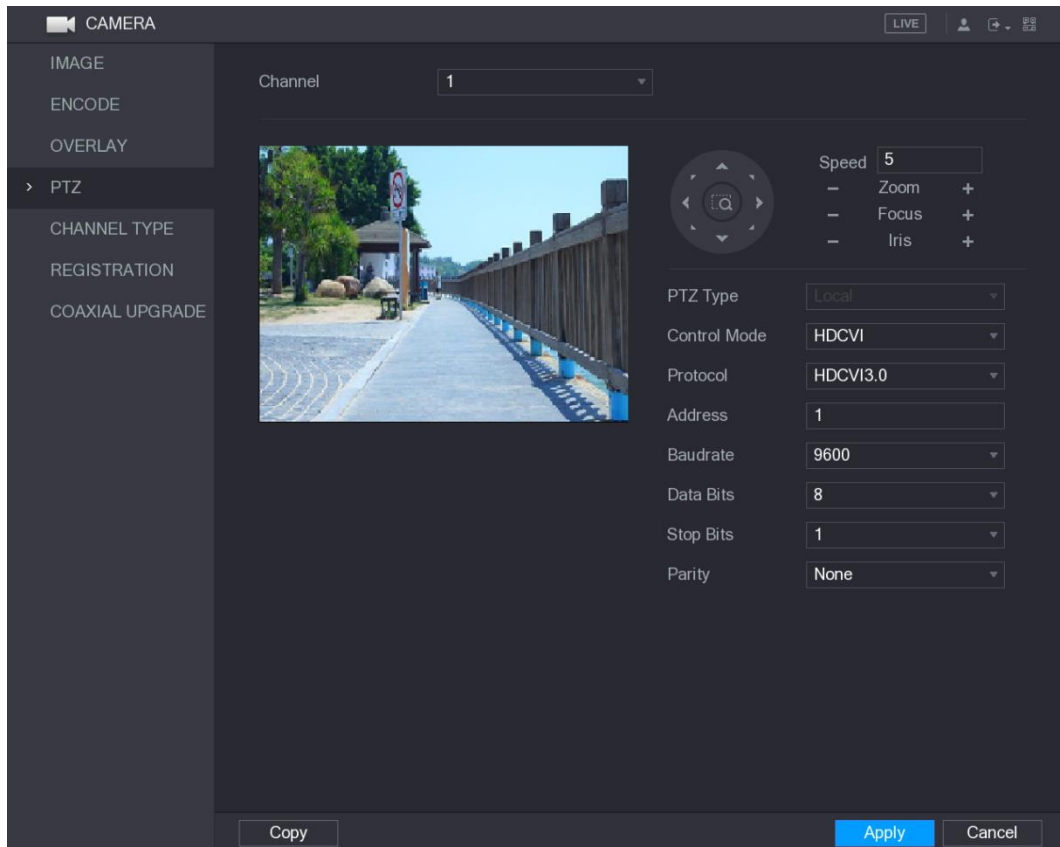 CAMERA
LIVE
IMAGE
ENCODE
OVERLAY
PTZ
CHANNEL TYPE
REGISTRATION
COAXIAL UPGRADE
Channel 1
Speed 5
Zoom
Focus
Iris
PTZ Type Local
Control Mode HDCVI
Protocol HDCVI3.0
Address 1
Baudrate 9600
Data Bits 8
Stop Bits 1
Parity None
Copy Apply Cancel